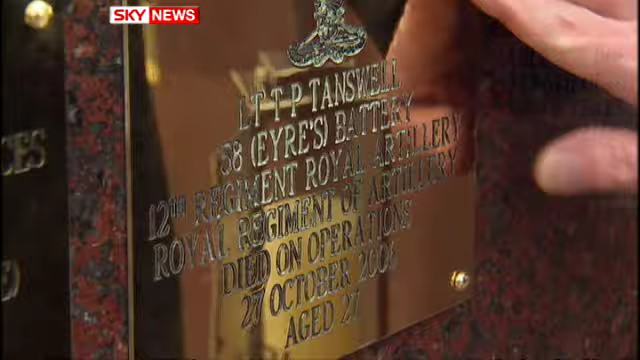 SKY NEWS
LT T P TANSWELL
58 (EYRE'S) BATTERY
12TH REGIMENT ROYAL ARTILLERY
ROYAL REGIMENT OF ARTILLERY
DIED ON OPERATIONS
27 OCTOBER
AGED 27